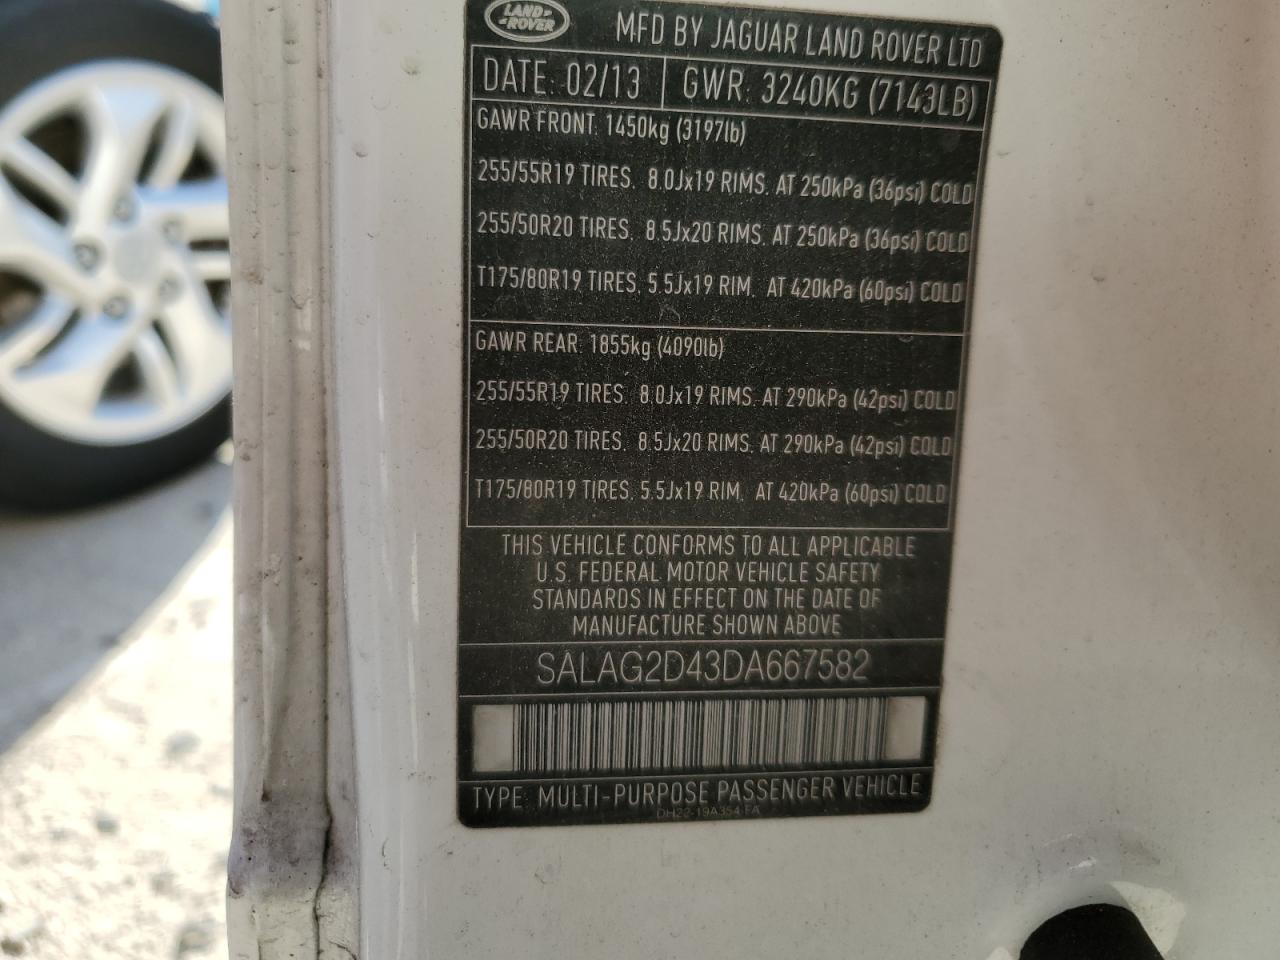 LAND ROVER
MFD BY JAGUAR LAND ROVER LTD
DATE: 02/13 GWR: 3240KG (7143LB)
GAWR FRONT: 1450kg (3197lb)
255/55R19 TIRES, 8.0Jx19 RIMS, AT 250kPa (36psi) COLD
255/50R20 TIRES, 8.5Jx20 RIMS, AT 250kPa (36psi) COLD
T175/80R19 TIRES, 5.5Jx19 RIM, AT 420kPa (60psi) COLD
GAWR REAR: 1855kg (4090lb)
255/55R19 TIRES, 8.0Jx19 RIMS, AT 290kPa (42psi) COLD
255/50R20 TIRES, 8.5Jx20 RIMS, AT 290kPa (42psi) COLD
T175/80R19 TIRES, 5.5Jx19 RIM, AT 420kPa (60psi) COLD
THIS VEHICLE CONFORMS TO ALL APPLICABLE
U.S. FEDERAL MOTOR VEHICLE SAFETY
STANDARDS IN EFFECT ON THE DATE OF
MANUFACTURE SHOWN ABOVE
SALAG2D43DA667582
TYPE: MULTI-PURPOSE PASSENGER VEHICLE
DH22-19A354-FA